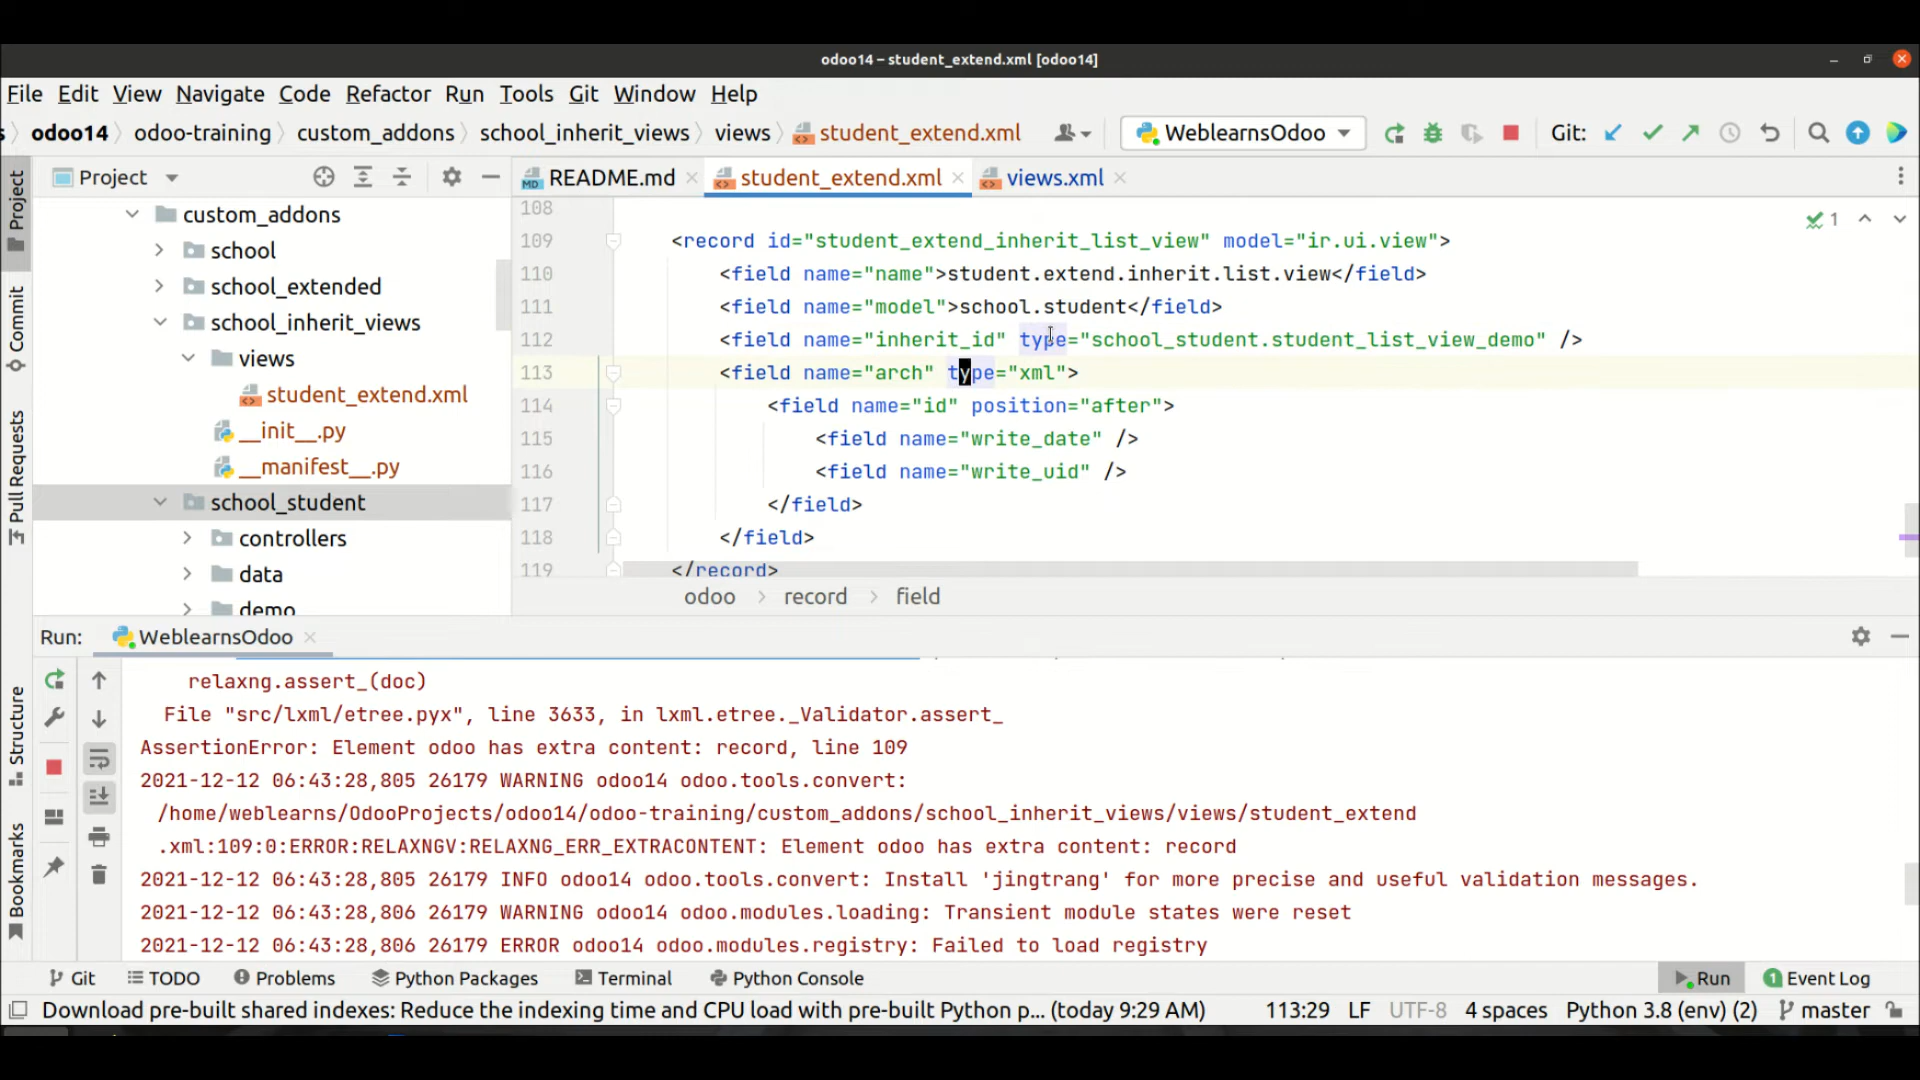 odoo14 – student_extend.xml [odoo14]
File Edit View Navigate Code Refactor Run Tools Git Window Help
odoo14 odoo-training custom_addons school_inherit_views views student_extend.xml WeblearnsOdoo Git:
Project README.md student_extend.xml views.xml
Project
Commit
Pull Requests
Structure
Bookmarks
custom_addons
school
school_extended
school_inherit_views
views
student_extend.xml
__init__.py
__manifest__.py
school_student
controllers
data
demo
1
108
109 <record id="student_extend_inherit_list_view" model="ir.ui.view">
110 <field name="name">student.extend.inherit.list.view</field>
111 <field name="model">school.student</field>
112 <field name="inherit_id" type="school_student.student_list_view_demo" />
113 <field name="arch" type="xml">
114 <field name="id" position="after">
115 <field name="write_date" />
116 <field name="write_uid" />
117 </field>
118 </field>
119 </record>
odoo record field
Run: WeblearnsOdoo
relaxng.assert_(doc)
File "src/lxml/etree.pyx", line 3633, in lxml.etree._Validator.assert_
AssertionError: Element odoo has extra content: record, line 109
2021-12-12 06:43:28,805 26179 WARNING odoo14 odoo.tools.convert:
/home/weblearns/OdooProjects/odoo14/odoo-training/custom_addons/school_inherit_views/views/student_extend
.xml:109:0:ERROR:RELAXNGV:RELAXNG_ERR_EXTRACONTENT: Element odoo has extra content: record
2021-12-12 06:43:28,805 26179 INFO odoo14 odoo.tools.convert: Install 'jingtrang' for more precise and useful validation messages.
2021-12-12 06:43:28,806 26179 WARNING odoo14 odoo.modules.loading: Transient module states were reset
2021-12-12 06:43:28,806 26179 ERROR odoo14 odoo.modules.registry: Failed to load registry
Git TODO Problems Python Packages Terminal Python Console Run 1 Event Log
Download pre-built shared indexes: Reduce the indexing time and CPU load with pre-built Python p... (today 9:29 AM) 113:29 LF UTF-8 4 spaces Python 3.8 (env) (2) master